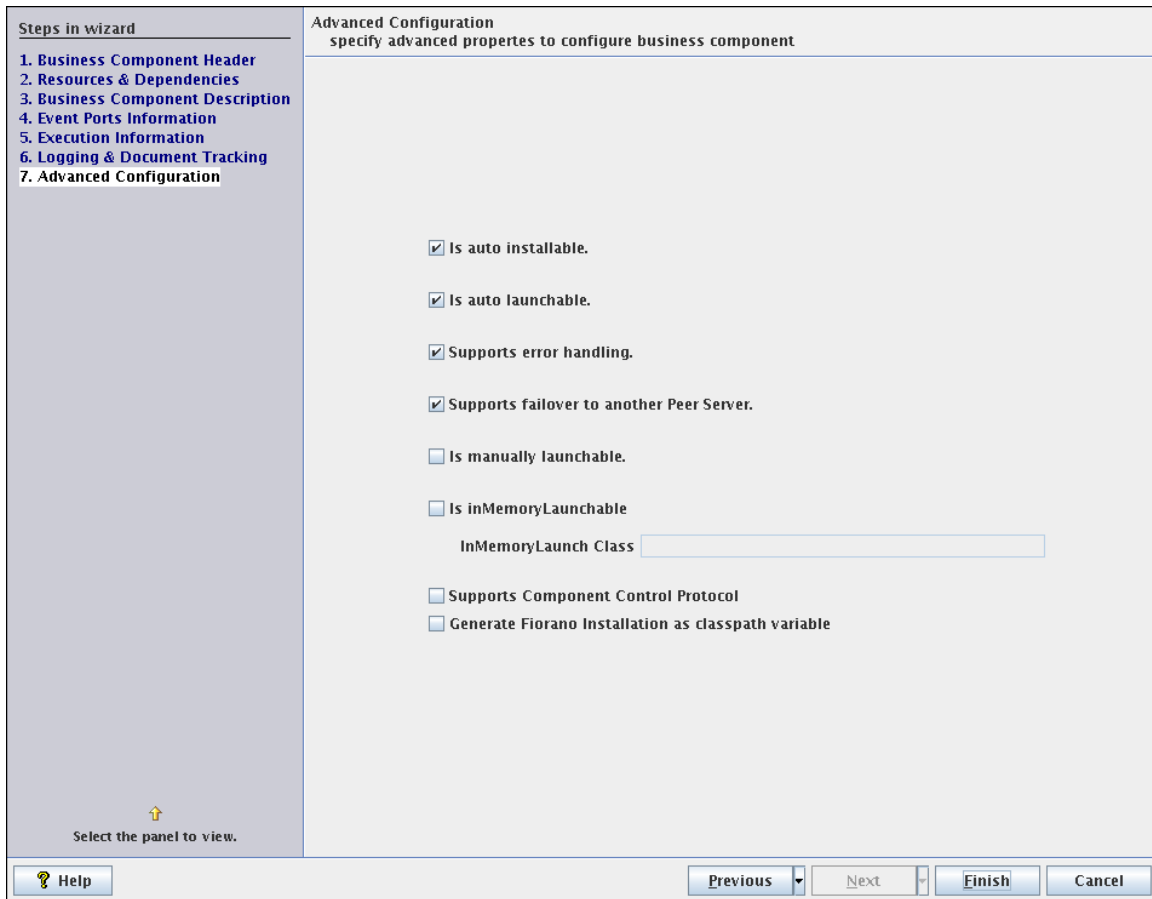 Steps in wizard
1. Business Component Header
2. Resources & Dependencies
3. Business Component Description
4. Event Ports Information
5. Execution Information
6. Logging & Document Tracking
7. Advanced Configuration
Select the panel to view.
Advanced Configuration
specify advanced propertes to configure business component
Is auto installable.
Is auto launchable.
Supports error handling.
Supports failover to another Peer Server.
Is manually launchable.
Is inMemoryLaunchable
InMemoryLaunch Class
Supports Component Control Protocol
Generate Fiorano Installation as classpath variable
Help
Previous
Next
Finish
Cancel